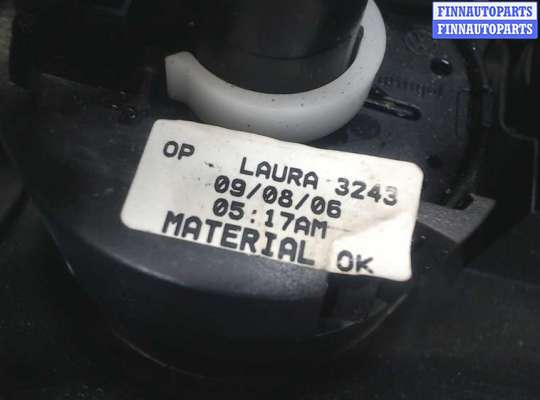 FINNAUTOPARTS
FINNAUTOPARTS
OP LAURA 3243
09/08/06
05:17AM
MATERIAL OK